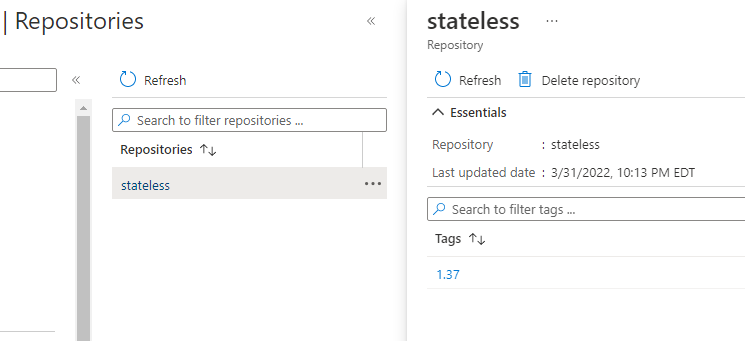 | Repositories
Refresh
Search to filter repositories ...
Repositories
stateless
stateless
Repository
Refresh
Delete repository
Essentials
Repository : stateless
Last updated date : 3/31/2022, 10:13 PM EDT
Search to filter tags ...
Tags
1.37